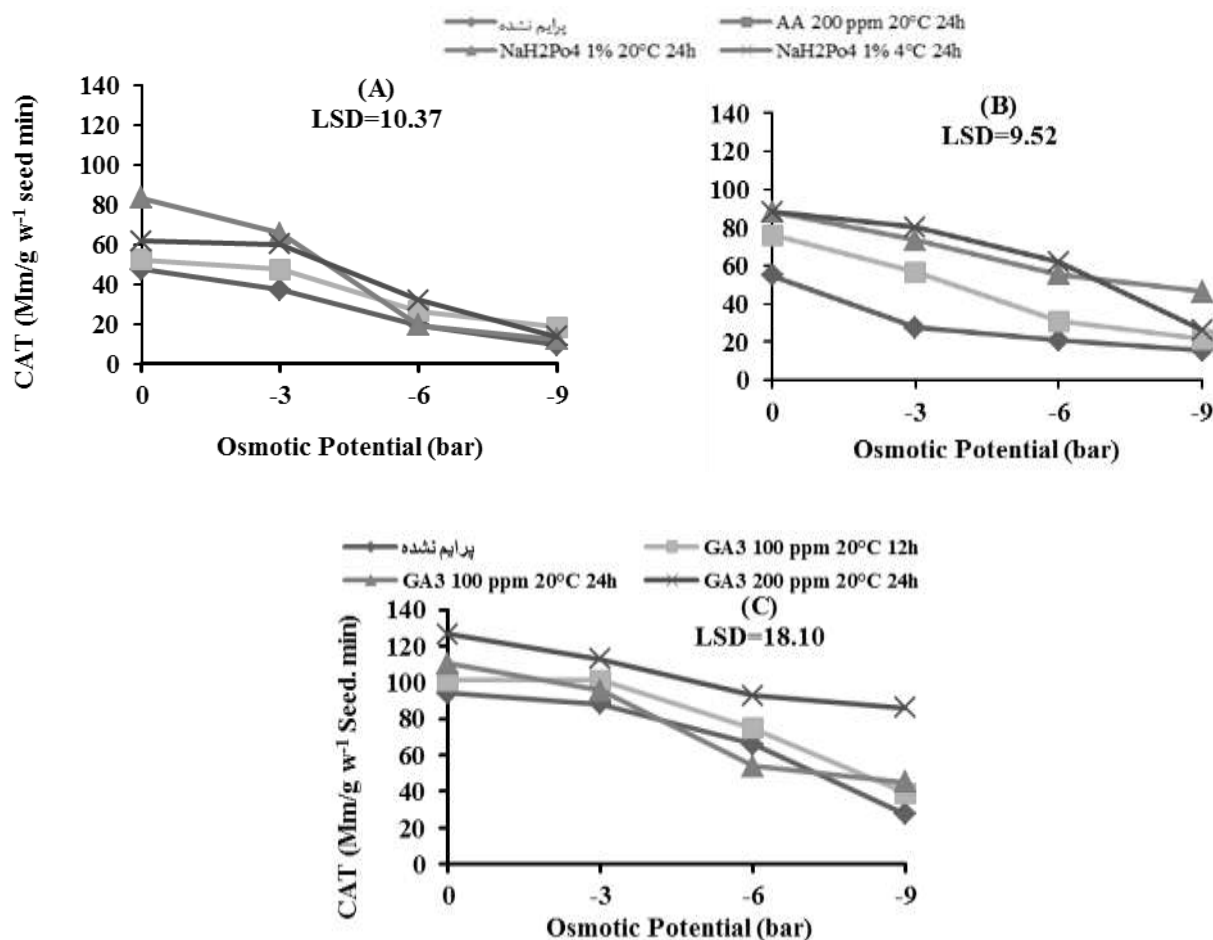 پرایم نشده AA 200 ppm 20°C 24h
NaH2Po4 1% 20°C 24h NaH2Po4 1% 4°C 24h
(A)
LSD=10.37
CAT (Mm/g w-1 seed min)
140
120
100
80
60
40
20
0
0 -3 -6 -9
Osmotic Potential (bar)
(B)
LSD=9.52
140
120
100
80
60
40
20
0
0 -3 -6 -9
Osmotic Potential (bar)
پرایم نشده GA3 100 ppm 20°C 12h
GA3 100 ppm 20°C 24h GA3 200 ppm 20°C 24h
(C)
LSD=18.10
CAT (Mm/g w-1 Seed. min)
140
120
100
80
60
40
20
0
0 -3 -6 -9
Osmotic Potential (bar)